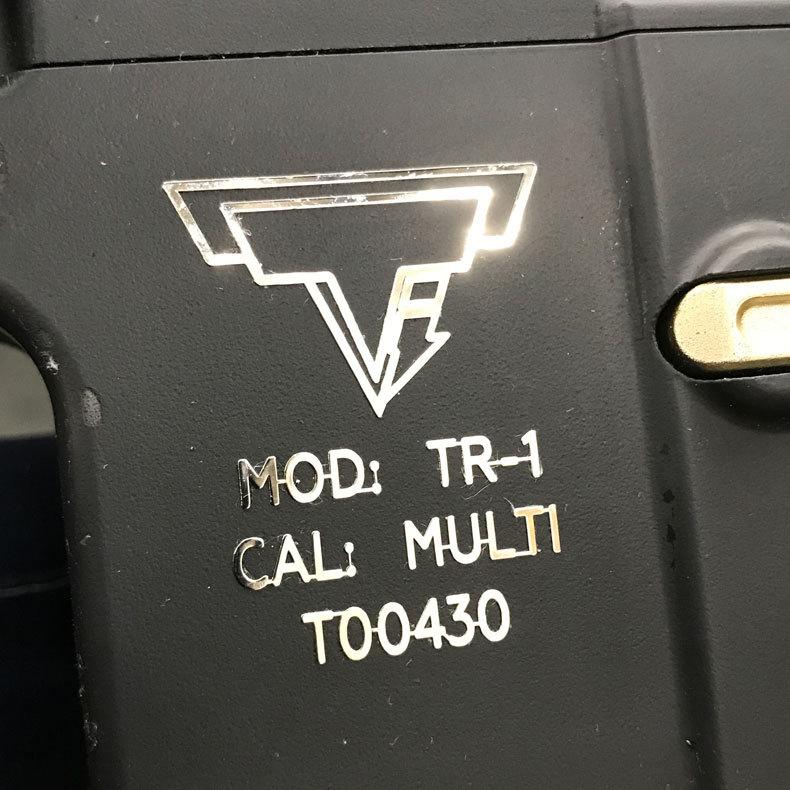 MOD: TR-1
CAL: MULTI
T00430